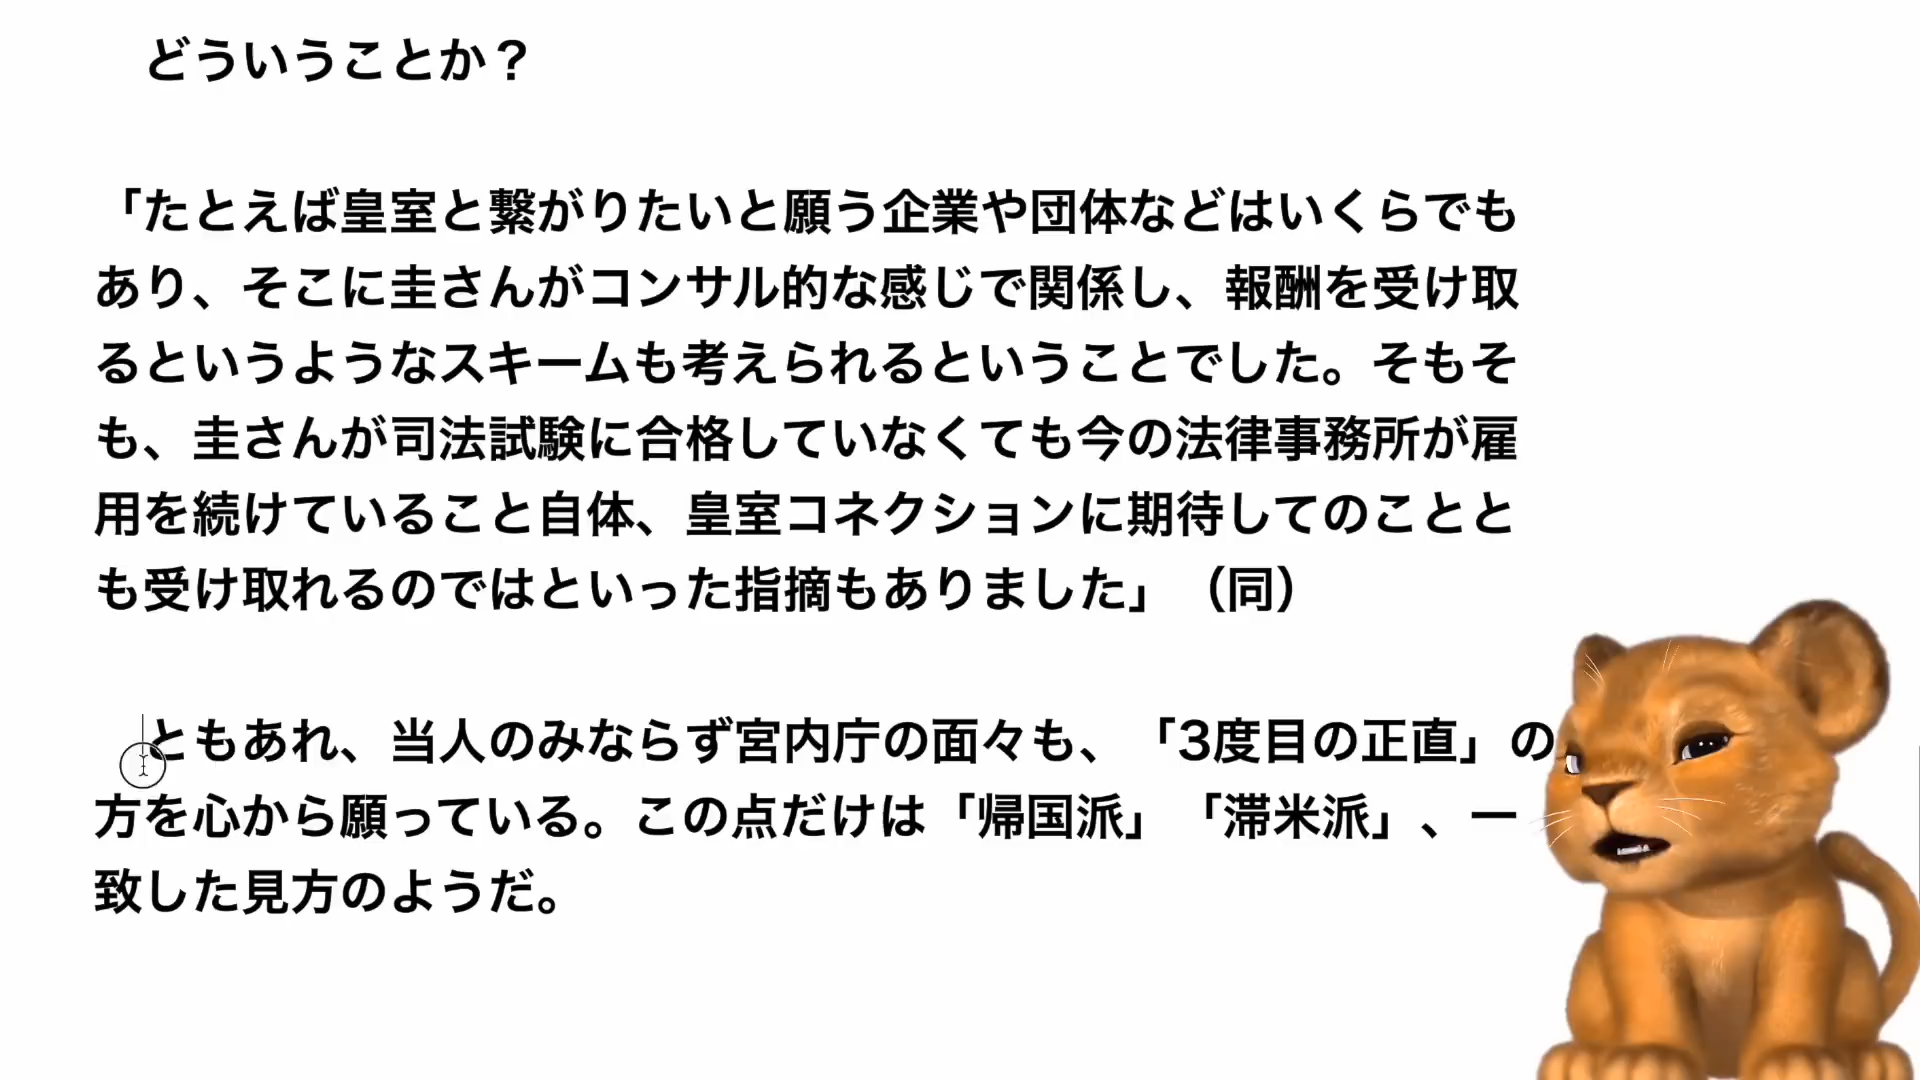 どういうことか？
「たとえば皇室と繋がりたいと願う企業や団体などはいくらでも
あり、そこに圭さんがコンサル的な感じで関係し、報酬を受け取
るというようなスキームも考えられるということでした。そもそ
も、圭さんが司法試験に合格していなくても今の法律事務所が雇
用を続けていること自体、皇室コネクションに期待してのことと
も受け取れるのではといった指摘もありました」（同）
ともあれ、当人のみならず宮内庁の面々も、「3度目の正直」の
方を心から願っている。この点だけは「帰国派」「滞米派」、一
致した見方のようだ。